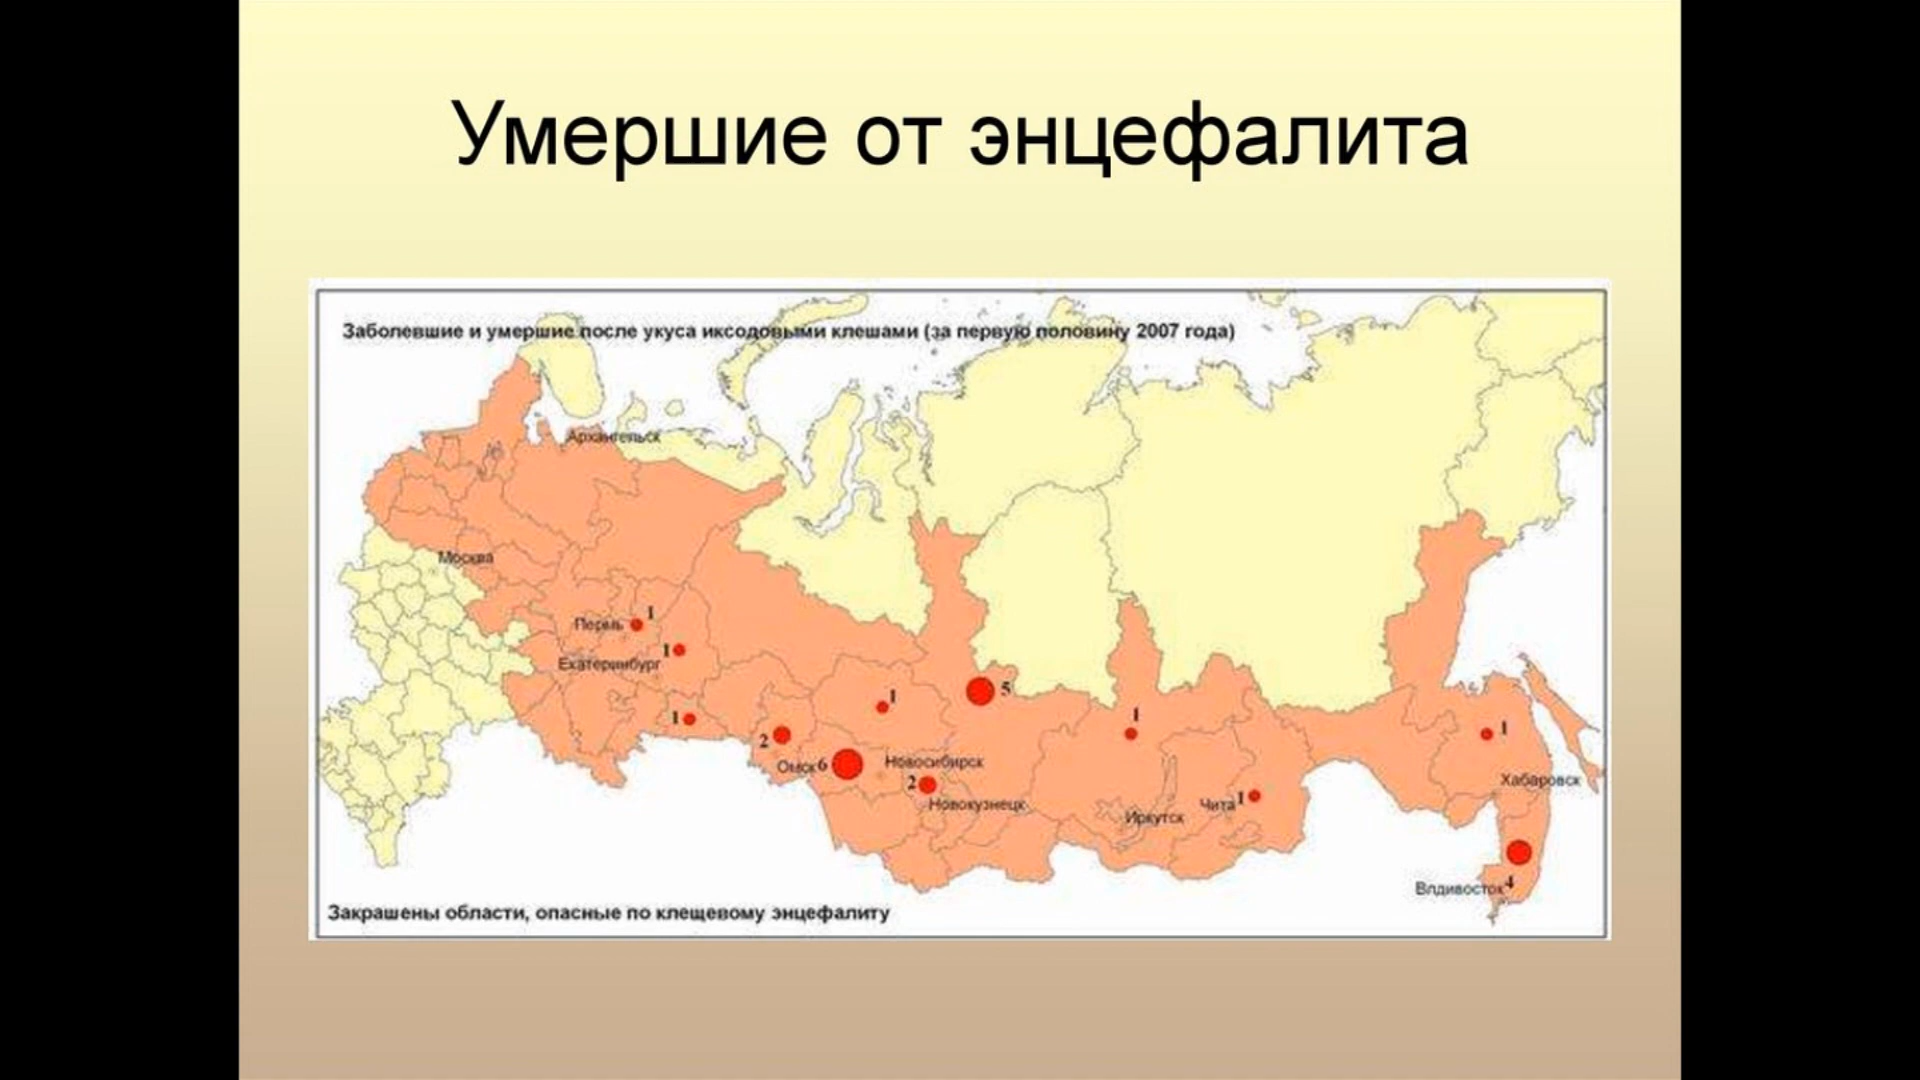 Умершие от энцефалита
Заболевшие и умершие после укуса иксодовыми клешами (за первую половину 2007 года)
Архангельск
Москва
Пермь 1
1
Екатеринбург
1
1
5
2
1
1
Омск 6
Новосибирск
2
Хабаровск
Новокузнецк
Чита 1
Иркутск
Влдивосток 4
Закрашены области, опасные по клещевому энцефалиту